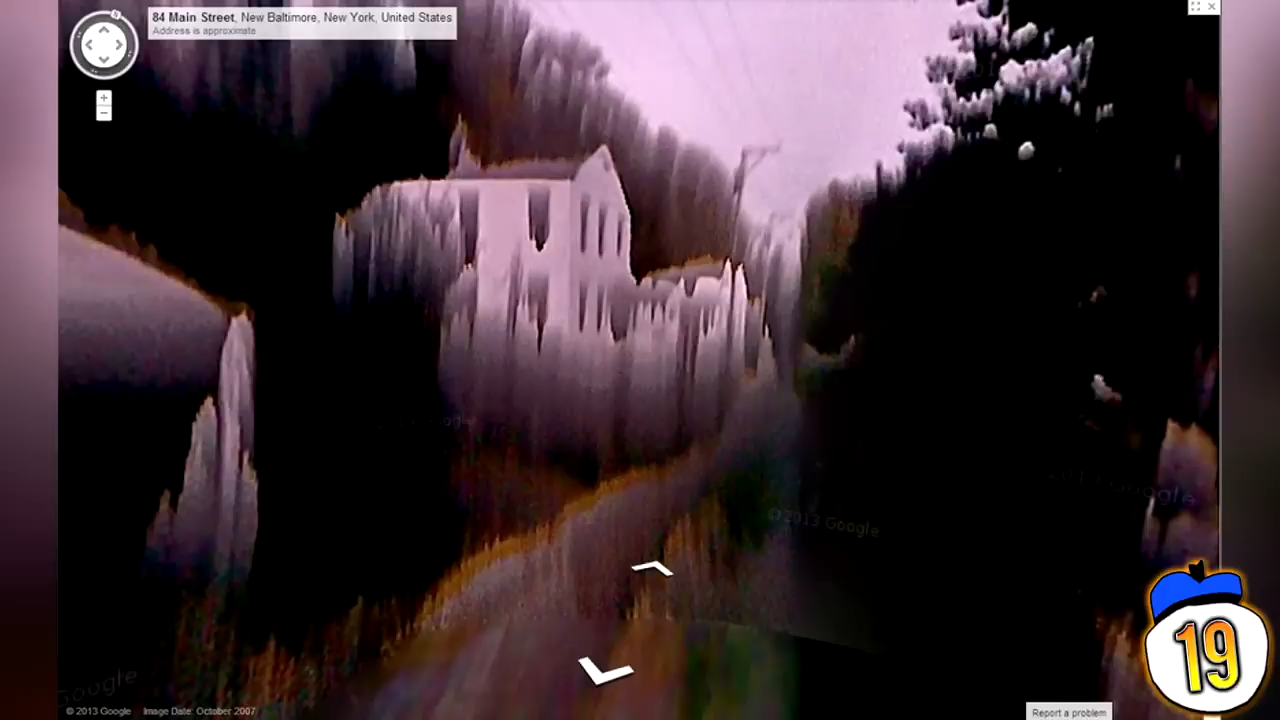 84 Main Street, New Baltimore, New York, United States
Address is approximate
N
© 2013 Google
Google
© 2013 Google Image Date: October 2007
Report a problem
19